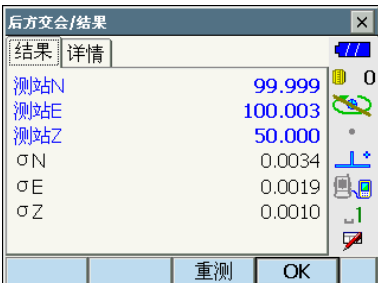 后方交会/结果
结果 详情
测站N 99.999
测站E 100.003
测站Z 50.000
σN 0.0034
σE 0.0019
σZ 0.0010
0
1
重测 OK